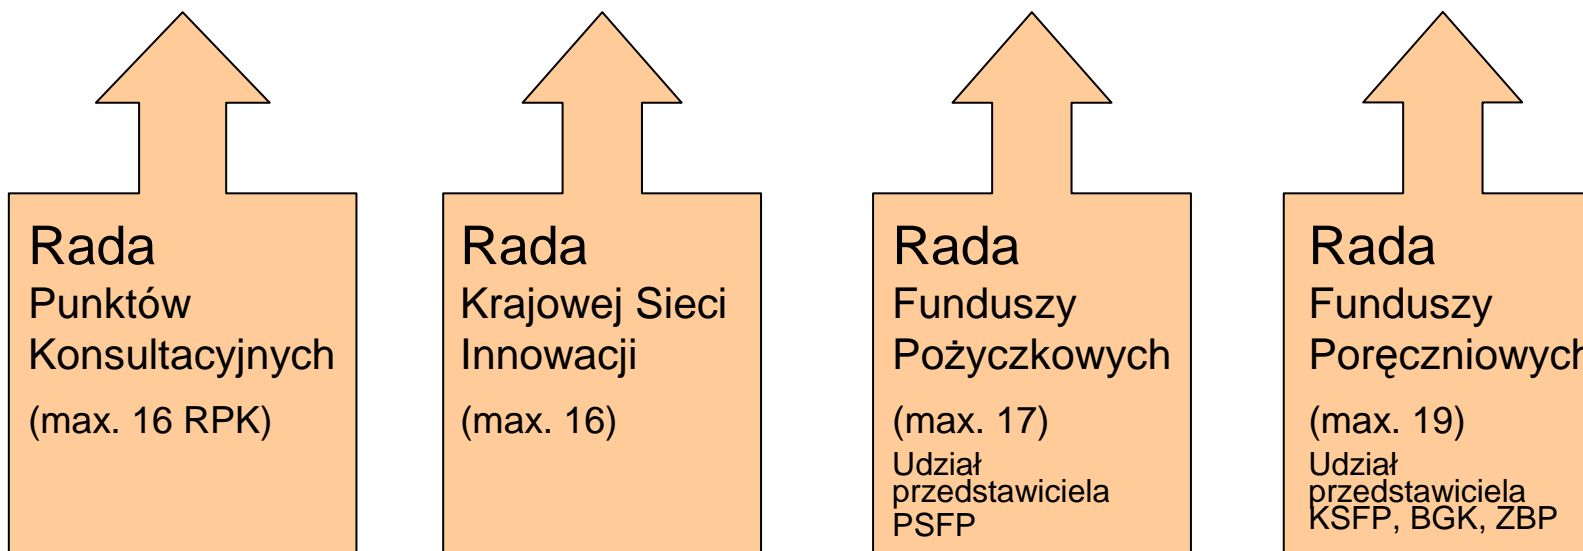 Rada
Punktów
Konsultacyjnych
(max. 16 RPK)
Rada
Krajowej Sieci
Innowacji
(max. 16)
Rada
Funduszy
Pożyczkowych
(max. 17)
Udział
przedstawiciela
PSFP
Rada
Funduszy
Poręczniowych
(max. 19)
Udział
przedstawiciela
KSFP, BGK, ZBP